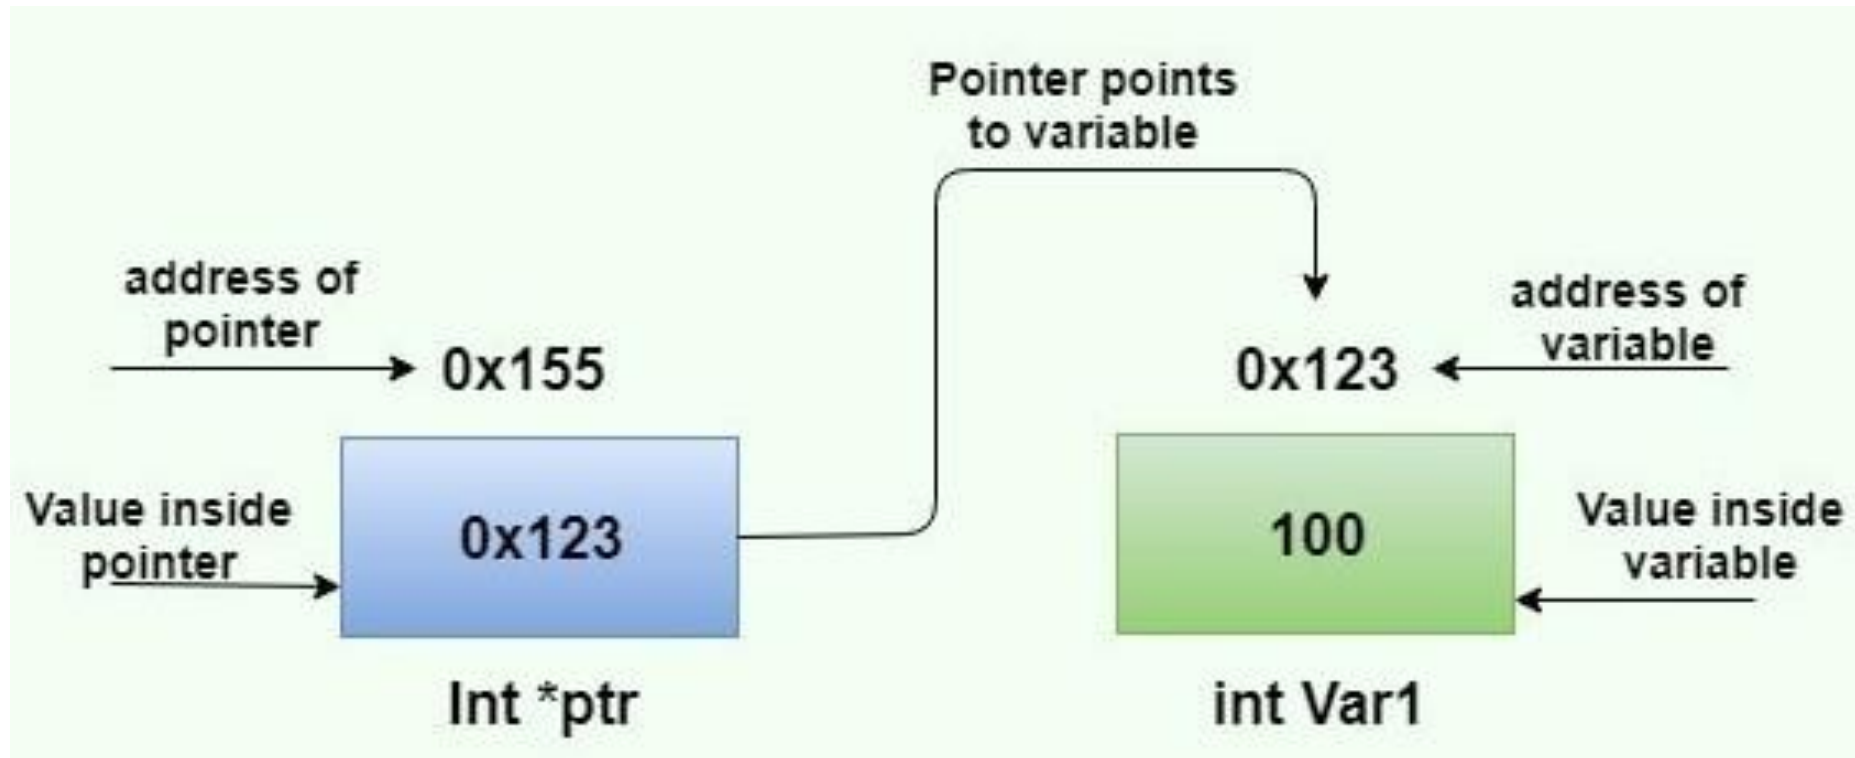 Pointer points
to variable
address of
pointer
0x155
0x123
address of
variable
Value inside
pointer
0x123
100
Value inside
variable
Int *ptr
int Var1